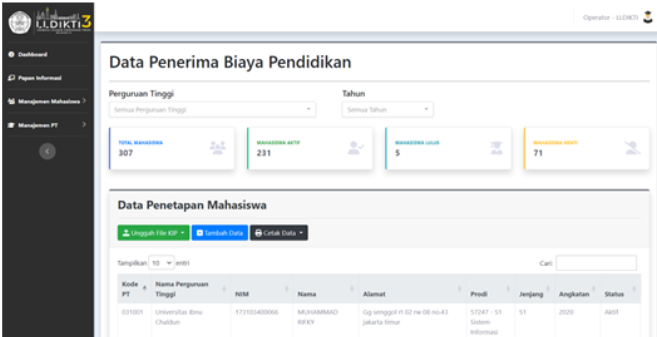 LLDIKTI3
Operator - LLDIKTI
Dashboard
Papan Informasi
Manajemen Mahasiswa
Manajemen PT
Data Penerima Biaya Pendidikan
Perguruan Tinggi
Tahun
Semua Perguruan Tinggi
Semua Tahun
TOTAL MAHASISWA
307
MAHASISWA AKTIF
231
MAHASISWA LULUS
5
MAHASISWA HENTI
71
Data Penetapan Mahasiswa
Unggah File KIP
Tambah Data
Cetak Data
Tampilkan 10 entri
Cari:
Kode PT
Nama Perguruan Tinggi
NIM
Nama
Alamat
Prodi
Jenjang
Angkatan
Status
031001
Universitas Ibnu Chaldun
173103400066
MUHAMMAD RIFKY
Gg senggol rt 02 rw 08 no.43 jakarta timur
57247 - S1 Sistem Informasi
S1
2020
Aktif